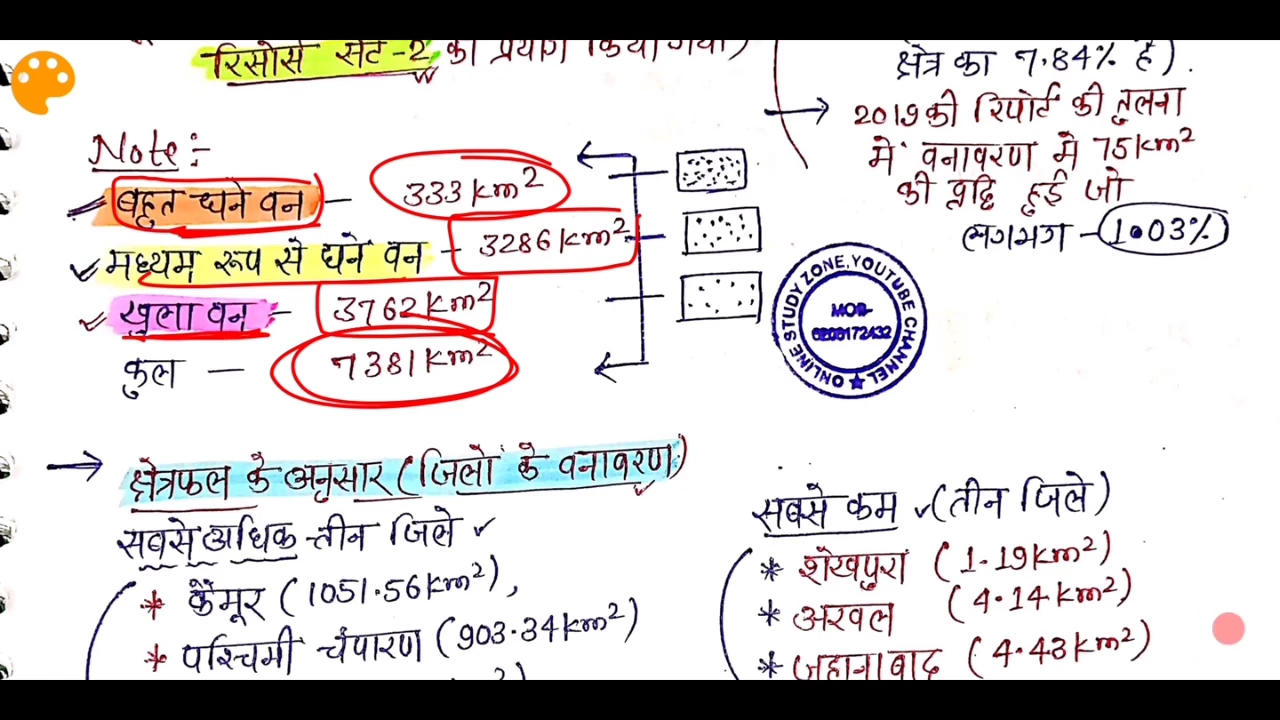 रिसोर्स सेट-2 का प्रयोग किया गया)
Note :-
बहुत घने वन - 333 km²
मध्यम रूप से घने वन - 3286 km²
खुला वन - 3762 km²
कुल - 7381 km²
क्षेत्र का 7.84% है).
2019 की रिपोर्ट की तुलना
में वनावरण में 75 km²
की वृद्दि हुई जो
लगभग - 1.03%
ONLINE STUDY ZONE, YOUTUBE CHANNEL
MOB-
6200172432
क्षेत्रफल के अनुसार (जिलों के वनावरण)
सबसे अधिक तीन जिले
* कैमूर (1051.56 km²),
* पश्चिमी चंपारण (903.34 km²)
सबसे कम (तीन जिले)
* शेखपुरा (1.19 km²)
* अरवल (4.14 km²)
* जहानाबाद (4.43 km²)